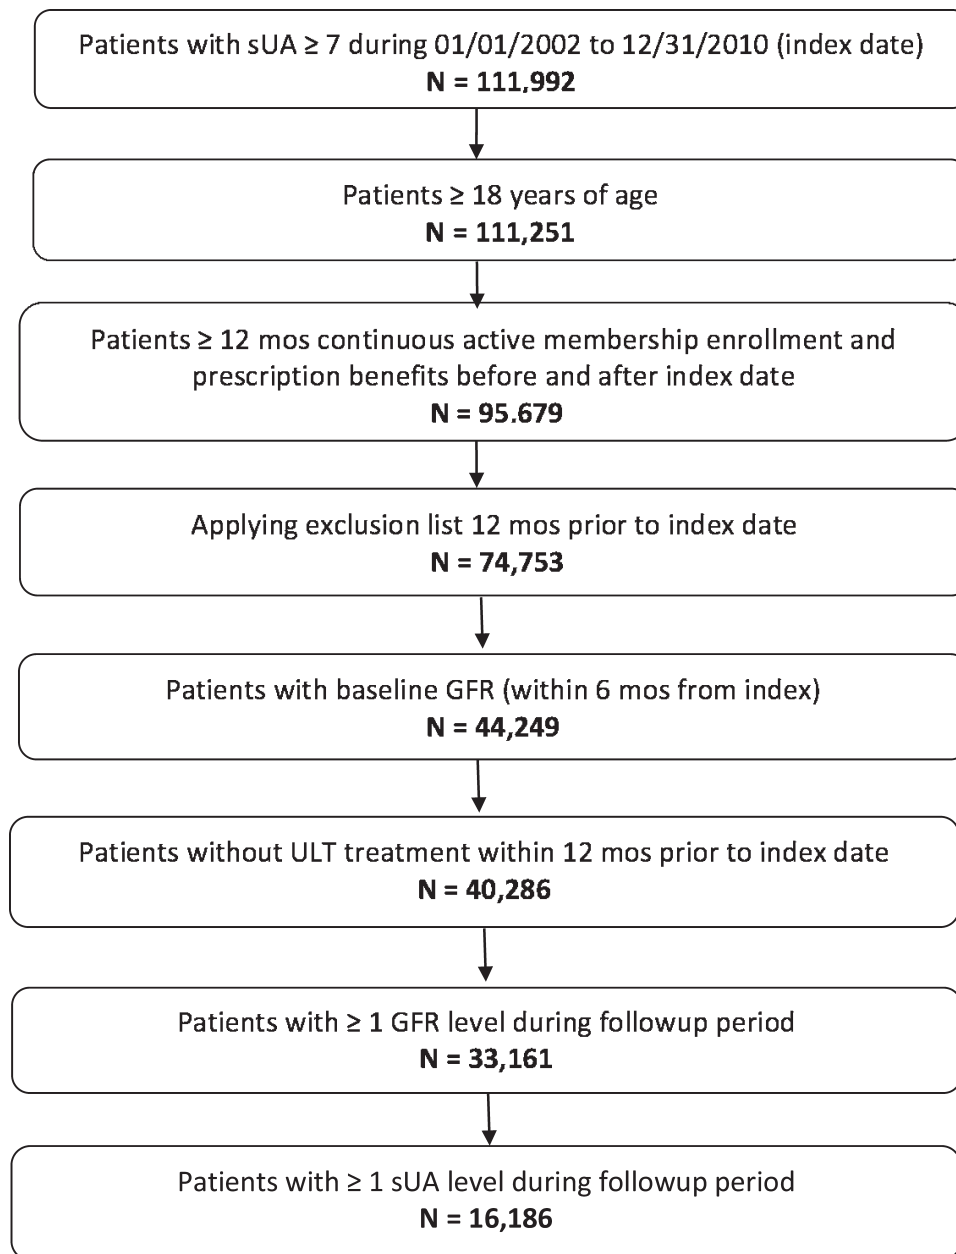 Patients with sUA ≥ 7 during 01/01/2002 to 12/31/2010 (index date)
N = 111,992
Patients ≥ 18 years of age
N = 111,251
Patients ≥ 12 mos continuous active membership enrollment and
prescription benefits before and after index date
N = 95.679
Applying exclusion list 12 mos prior to index date
N = 74,753
Patients with baseline GFR (within 6 mos from index)
N = 44,249
Patients without ULT treatment within 12 mos prior to index date
N = 40,286
Patients with ≥ 1 GFR level during followup period
N = 33,161
Patients with ≥ 1 sUA level during followup period
N = 16,186